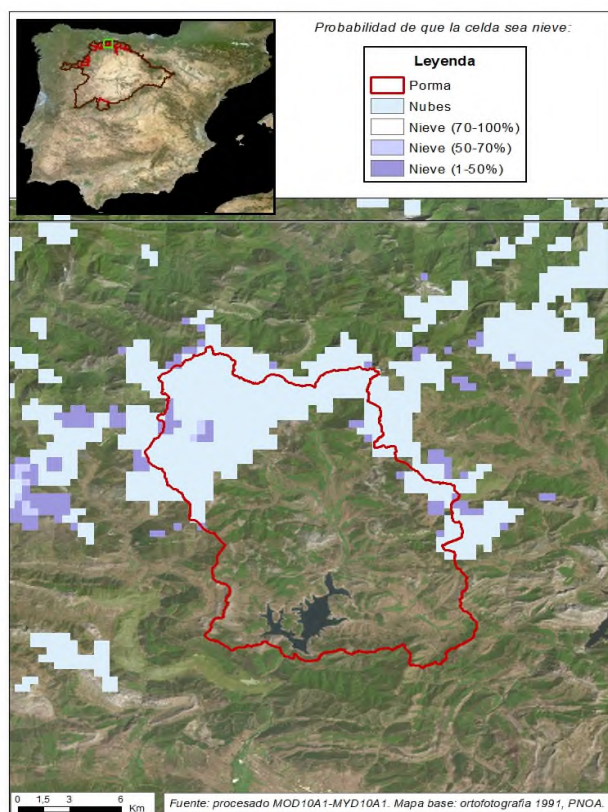 Probabilidad de que la celda sea nieve:
Leyenda
Porma
Nubes
Nieve (70-100%)
Nieve (50-70%)
Nieve (1-50%)
0 1,5 3 6
Km
Fuente: procesado MOD10A1-MYD10A1. Mapa base: ortofotografía 1991, PNOA.